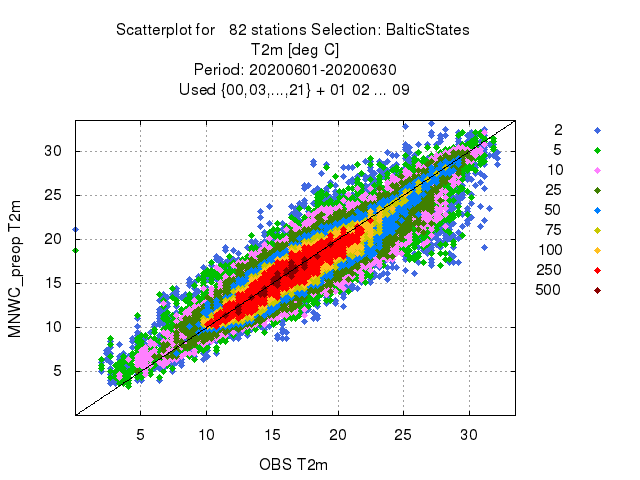 Scatterplot for 82 stations Selection: BalticStates
T2m [deg C]
Period: 20200601-20200630
Used {00,03,...,21} + 01 02 ... 09
MNWC_preop T2m
30
25
20
15
10
5
5 10 15 20 25 30
OBS T2m
2
5
10
25
50
75
100
250
500